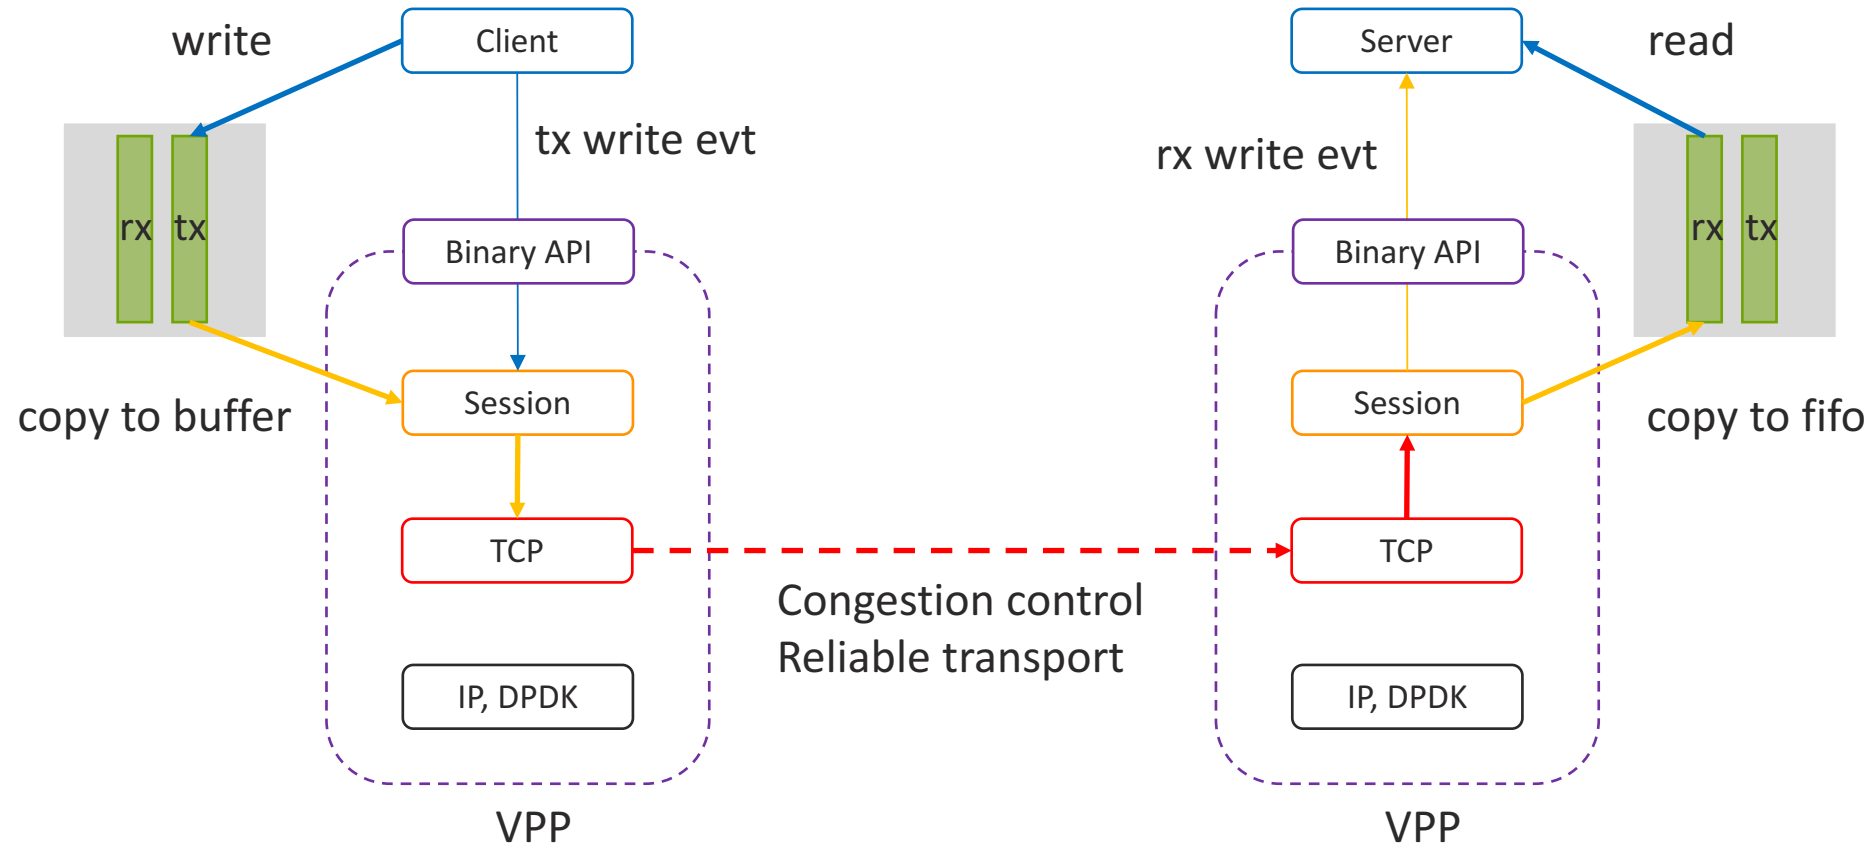 write
Client
Server
read
tx write evt
rx write evt
rx tx
rx tx
Binary API
Binary API
copy to buffer
Session
Session
copy to fifo
TCP
TCP
Congestion control
Reliable transport
IP, DPDK
IP, DPDK
VPP
VPP